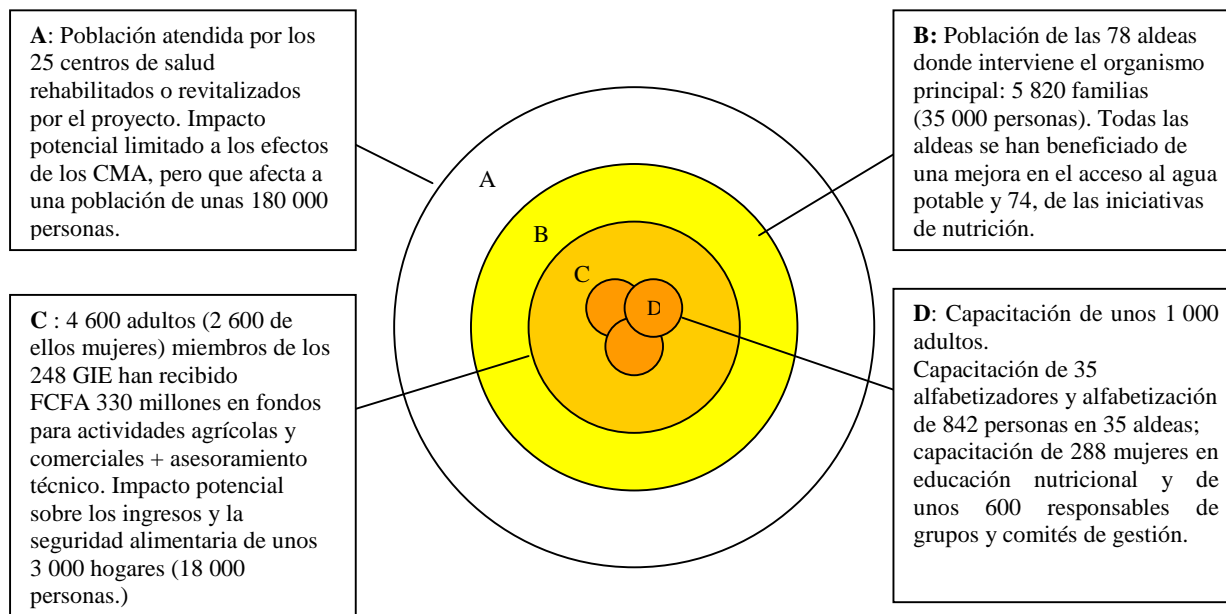 A: Población atendida por los
25 centros de salud
rehabilitados o revitalizados
por el proyecto. Impacto
potencial limitado a los efectos
de los CMA, pero que afecta a
una población de unas 180 000
personas.
B: Población de las 78 aldeas
donde interviene el organismo
principal: 5 820 familias
(35 000 personas). Todas las
aldeas se han beneficiado de
una mejora en el acceso al agua
potable y 74, de las iniciativas
de nutrición.
A
B
C
D
C : 4 600 adultos (2 600 de
ellos mujeres) miembros de los
248 GIE han recibido
FCFA 330 millones en fondos
para actividades agrícolas y
comerciales + asesoramiento
técnico. Impacto potencial
sobre los ingresos y la
seguridad alimentaria de unos
3 000 hogares (18 000
personas.)
D: Capacitación de unos 1 000
adultos.
Capacitación de 35
alfabetizadores y alfabetización
de 842 personas en 35 aldeas;
capacitación de 288 mujeres en
educación nutricional y de
unos 600 responsables de
grupos y comités de gestión.